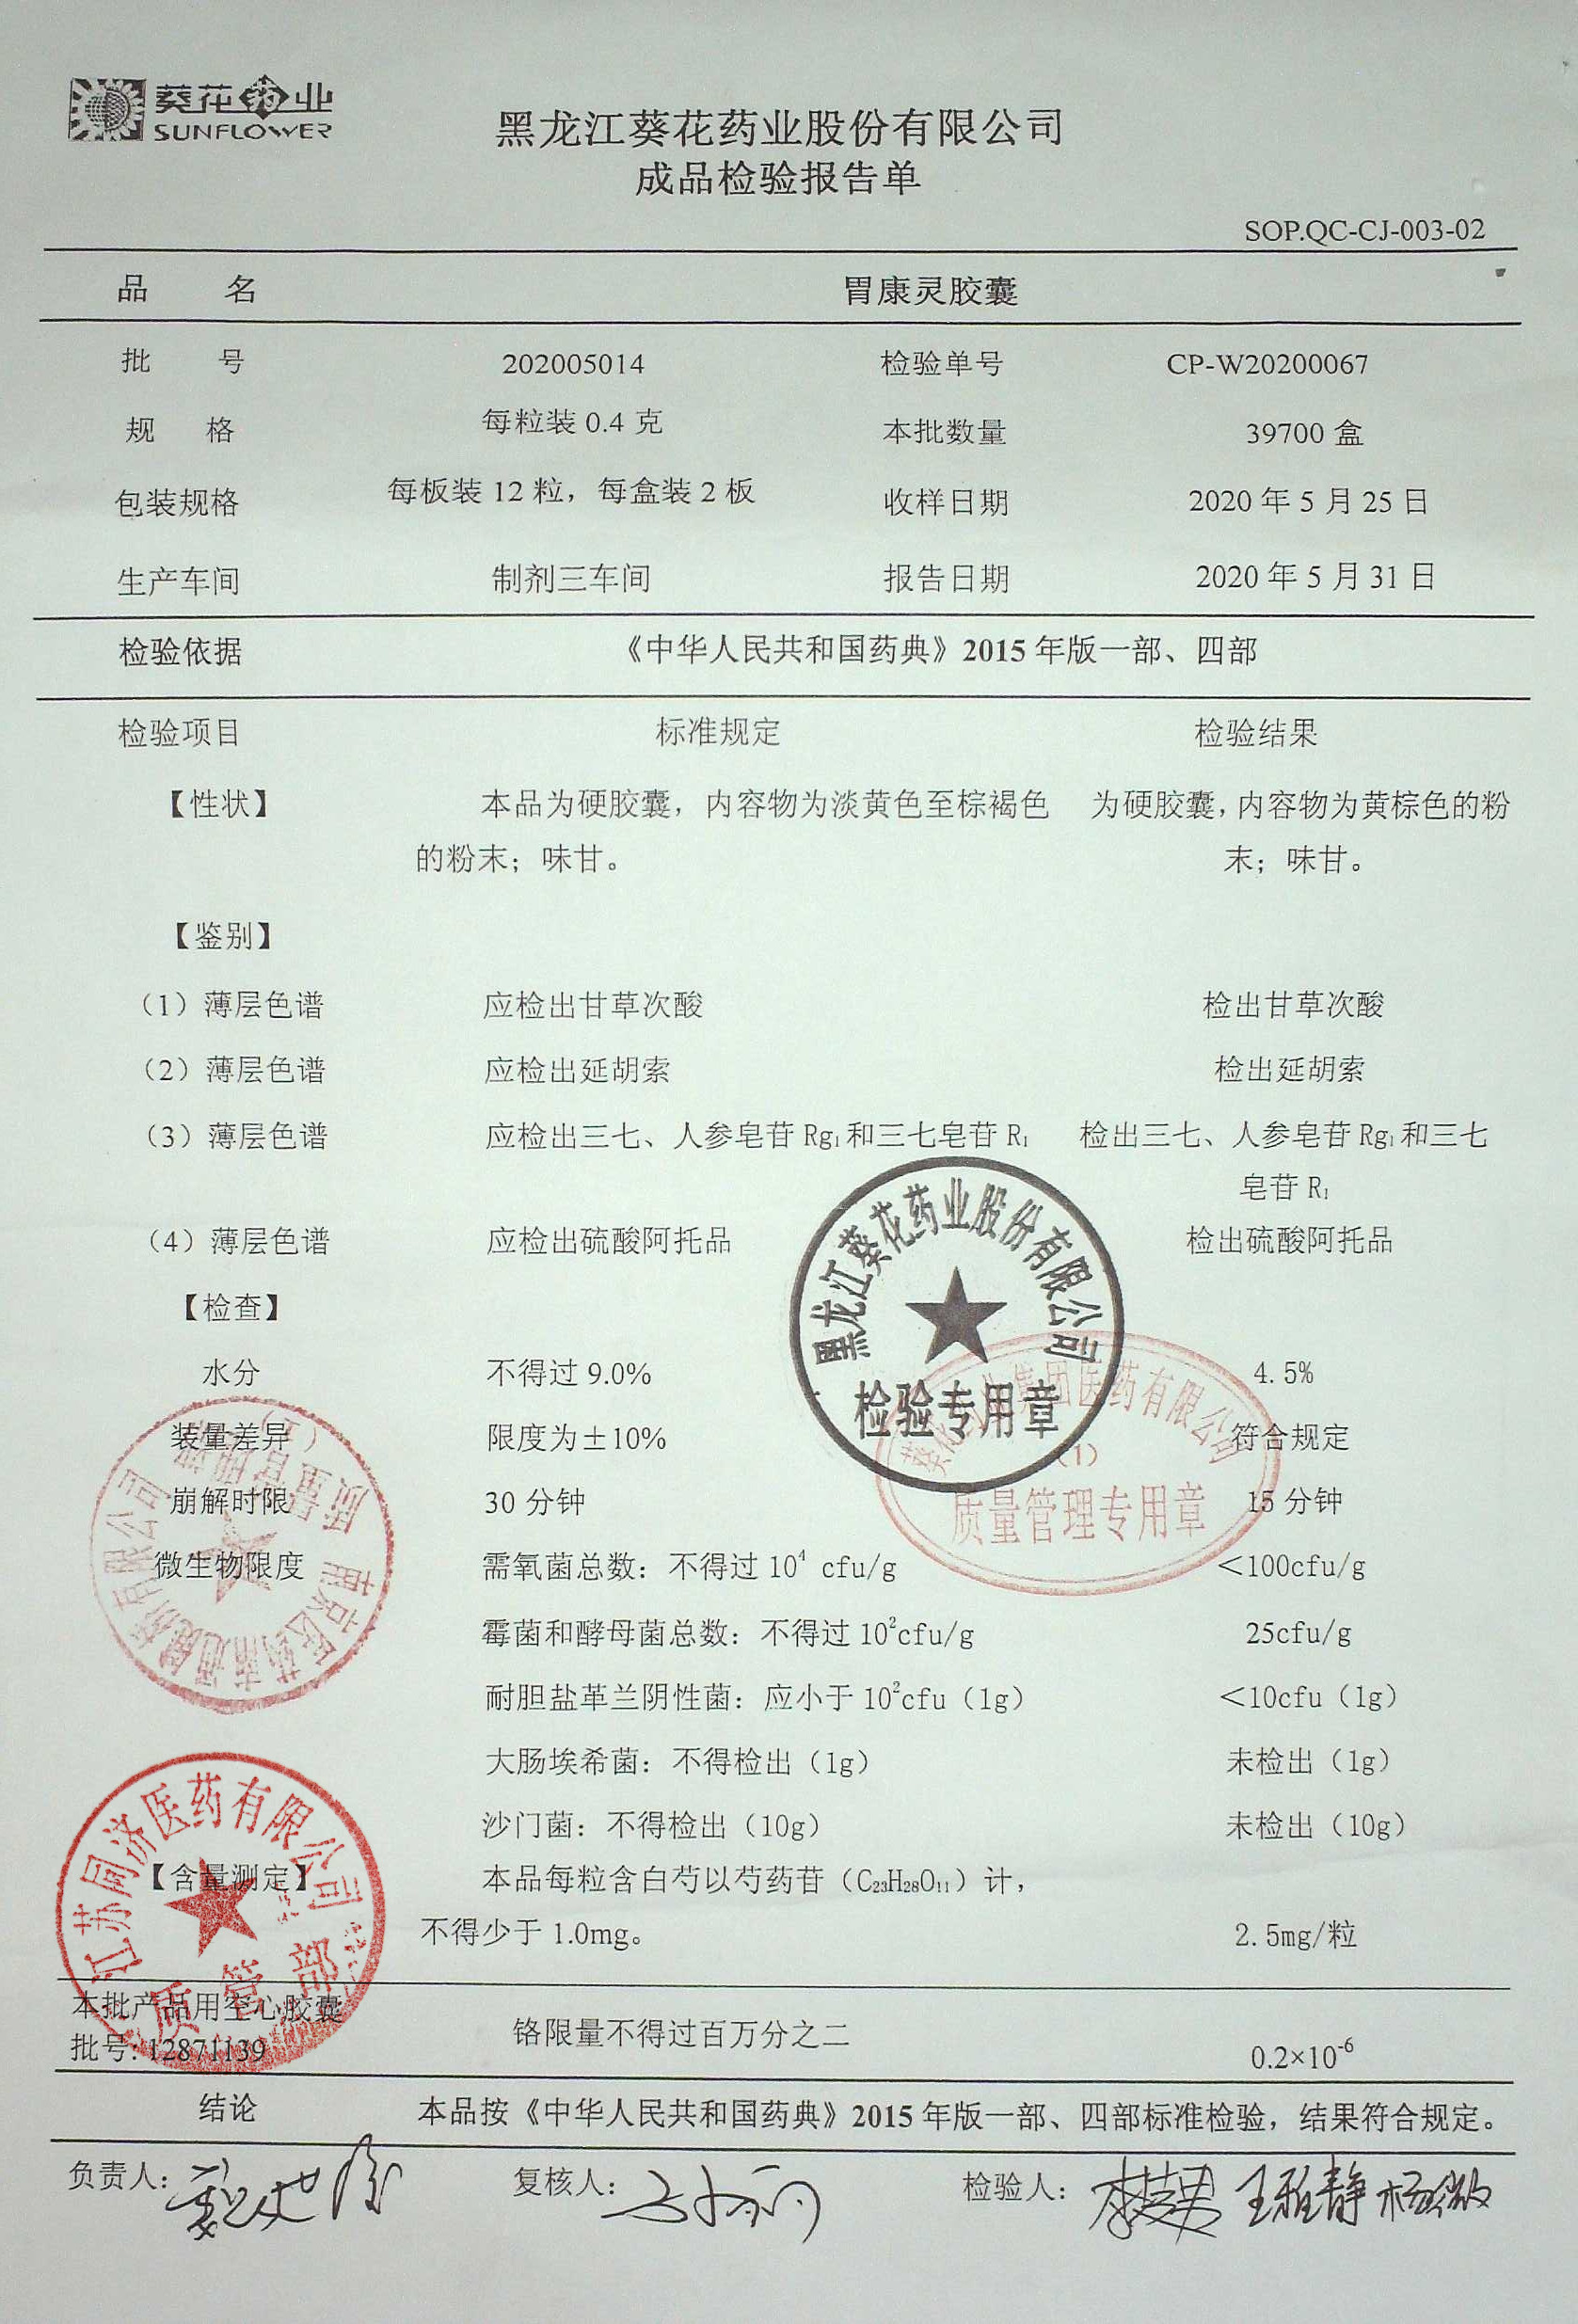 葵花药业
SUNFLOWER
黑龙江葵花药业股份有限公司
成品检验报告单
SOP.QC-CJ-003-02
品 名 胃康灵胶囊
批 号 202005014 检验单号 CP-W20200067
规 格 每粒装 0.4 克 本批数量 39700 盒
包装规格 每板装 12 粒，每盒装 2 板 收样日期 2020 年 5 月 25 日
生产车间 制剂三车间 报告日期 2020 年 5 月 31 日
检验依据 《中华人民共和国药典》2015 年版一部、四部
检验项目 标准规定 检验结果
【性状】 本品为硬胶囊，内容物为淡黄色至棕褐色 为硬胶囊，内容物为黄棕色的粉
的粉末；味甘。 末；味甘。
【鉴别】
（1）薄层色谱 应检出甘草次酸 检出甘草次酸
（2）薄层色谱 应检出延胡索 检出延胡索
（3）薄层色谱 应检出三七、人参皂苷 Rg₁和三七皂苷 R₁ 检出三七、人参皂苷 Rg₁和三七
皂苷 R₁
（4）薄层色谱 应检出硫酸阿托品 检出硫酸阿托品
【检查】
水分 不得过 9.0% 4.5%
装量差异 限度为±10% 符合规定
崩解时限 30 分钟 15 分钟
微生物限度 需氧菌总数：不得过 10⁴ cfu/g <100cfu/g
霉菌和酵母菌总数：不得过 10²cfu/g 25cfu/g
耐胆盐革兰阴性菌：应小于 10²cfu（1g） <10cfu（1g）
大肠埃希菌：不得检出（1g） 未检出（1g）
沙门菌：不得检出（10g） 未检出（10g）
【含量测定】 本品每粒含白芍以芍药苷（C₂₃H₂₈O₁₁）计，
不得少于 1.0mg。 2.5mg/粒
本批产品用空心胶囊
批号:12871139 铬限量不得过百万分之二 0.2×10⁻⁶
结论 本品按《中华人民共和国药典》2015 年版一部、四部标准检验，结果符合规定。
负责人: 复核人: 检验人: 王雅静 杨微
黑龙江葵花药业股份有限公司
检验专用章
集团医药有限公司
（1）
质量管理专用章
江苏同济医药有限公司
质管部